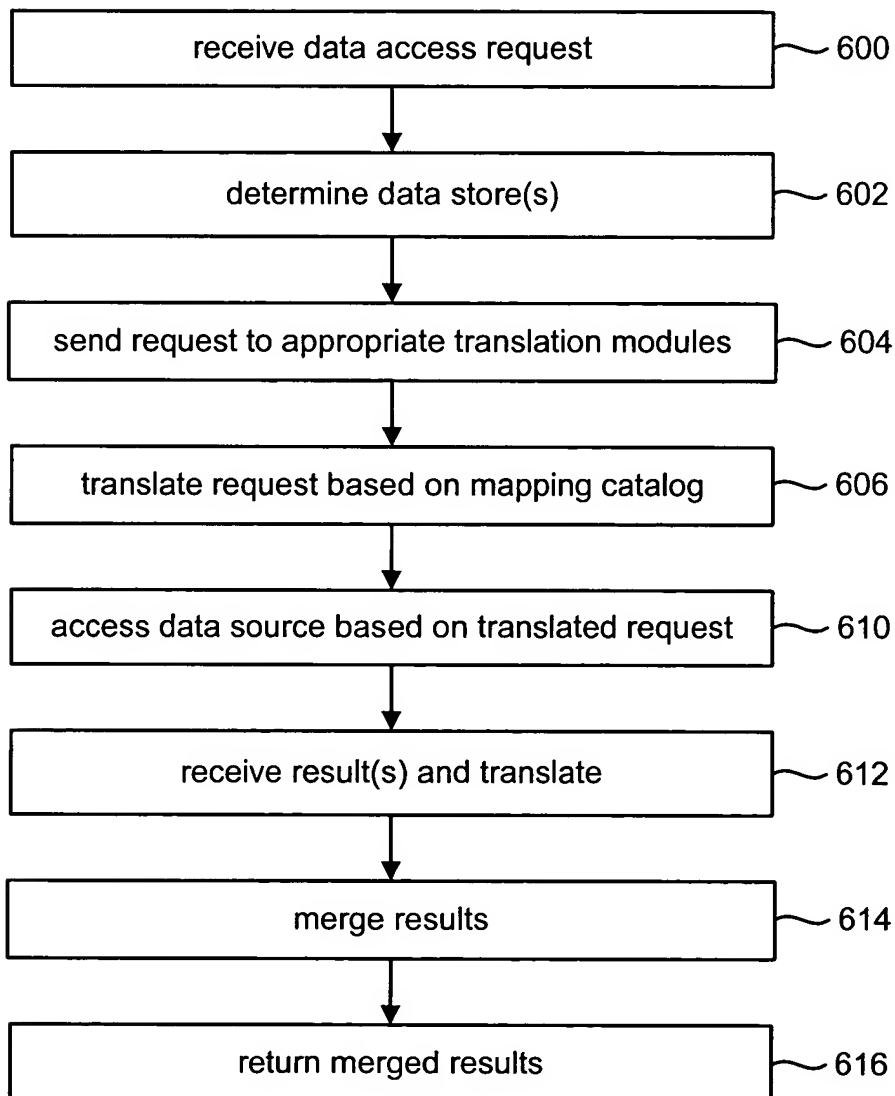 receive data access request 600
determine data store(s) 602
send request to appropriate translation modules 604
translate request based on mapping catalog 606
access data source based on translated request 610
receive result(s) and translate 612
merge results 614
return merged results 616